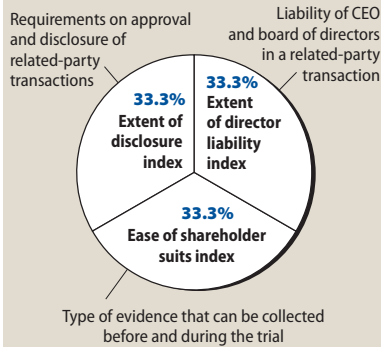 Requirements on approval
and disclosure of
related-party
transactions
Liability of CEO
and board of directors
in a related-party
transaction
33.3%
Extent of
disclosure
index
33.3%
Extent
of director
liability
index
33.3%
Ease of shareholder
suits index
Type of evidence that can be collected
before and during the trial